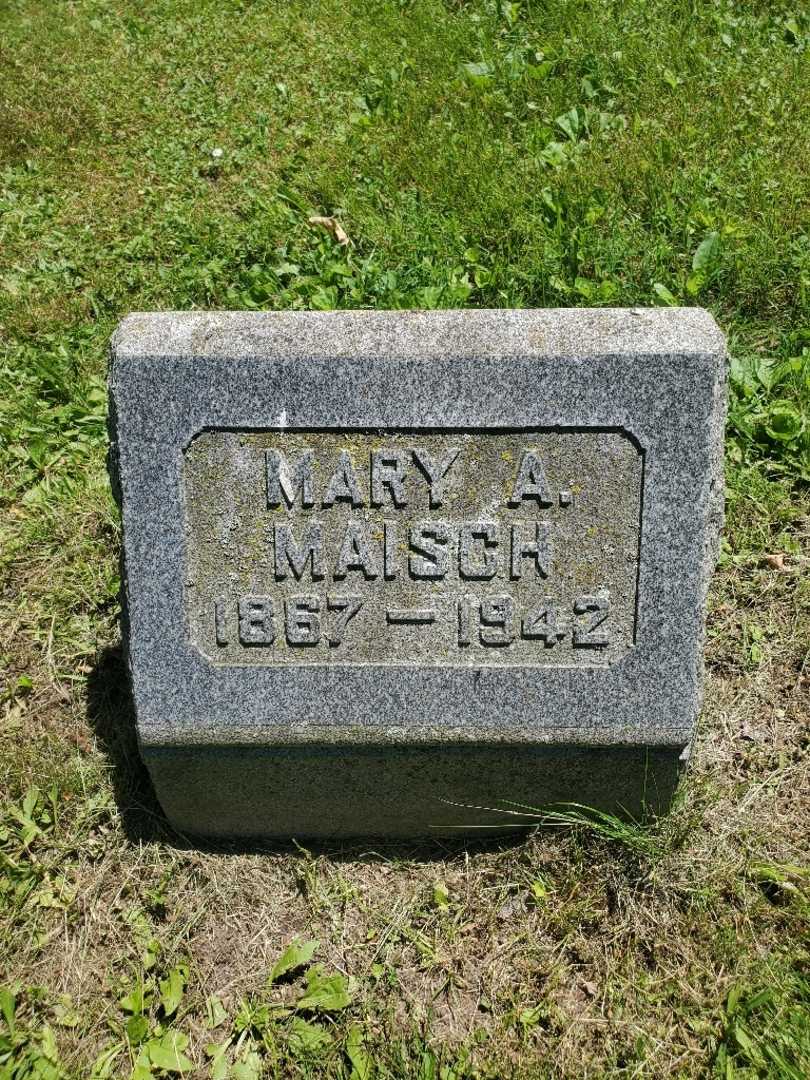 MARY A.
MAISCH
1867 – 1942